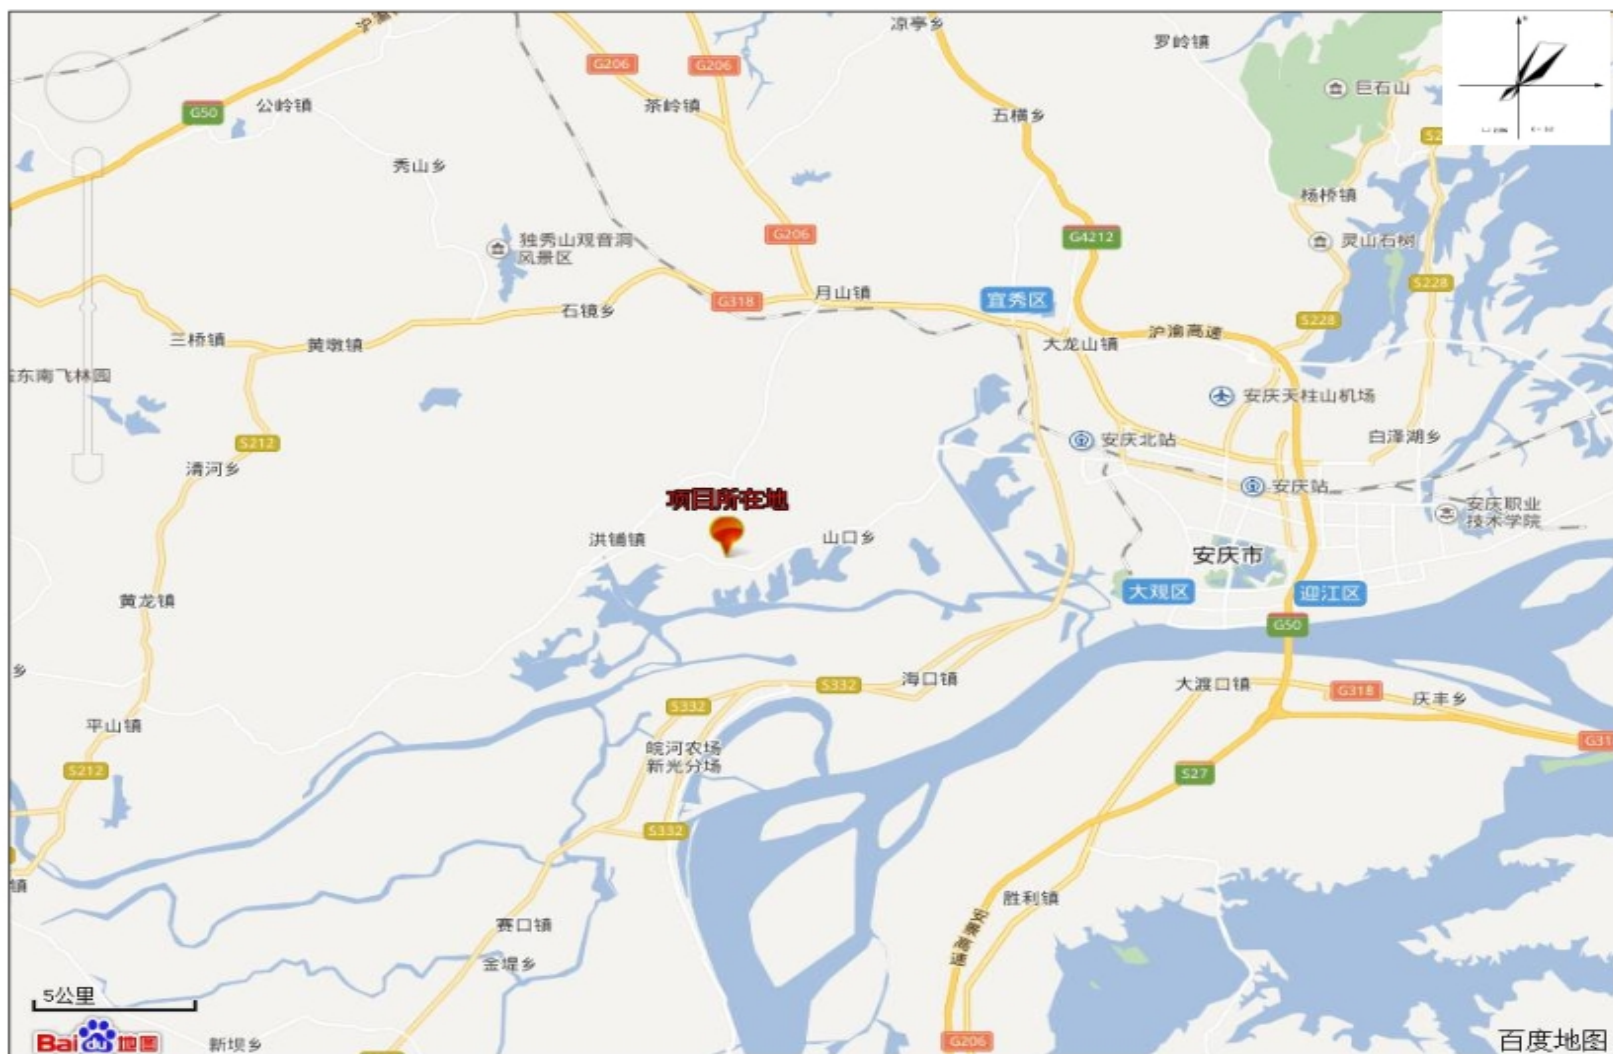 凉亭乡
罗岭镇
G206
G206
巨石山
G50
公岭镇
茶岭镇
五横乡
秀山乡
杨桥镇
独秀山观音洞
风景区
G206
G4212
灵山石树
S228
G318
月山镇
宜秀区
石镜乡
S228
三桥镇
黄墩镇
大龙山镇
沪渝高速
东南飞林园
安庆天柱山机场
S212
安庆北站
白泽湖乡
清河乡
项目所在地
安庆站
安庆职业
技术学院
洪铺镇
山口乡
安庆市
黄龙镇
大观区
迎江区
G50
乡
海口镇
S332
大渡口镇
G318
庆丰乡
S332
平山镇
皖河农场
新光分场
G31
S212
S27
S332
镇
胜利镇
赛口镇
安景高速
金堤乡
5公里
Bai du 地图
新坝乡
G206
百度地图